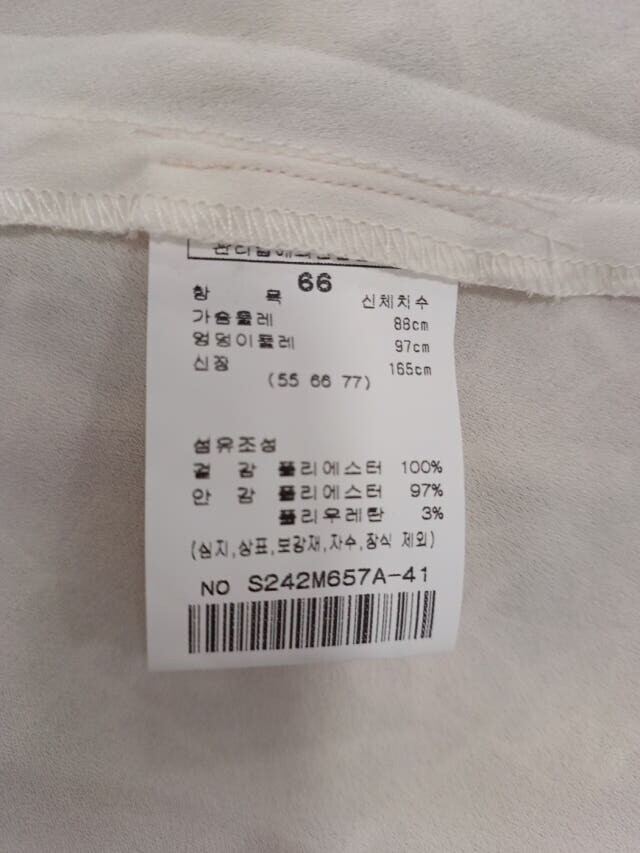 66
항 목 신체치수
가슴둘레 88cm
엉덩이둘레 97cm
신장 165cm
(55 66 77)
섬유조성
겉 감 폴리에스터 100%
안 감 폴리에스터 97%
폴리우레탄 3%
(심지,상표,보강재,자수,장식 제외)
NO S242M657A-41